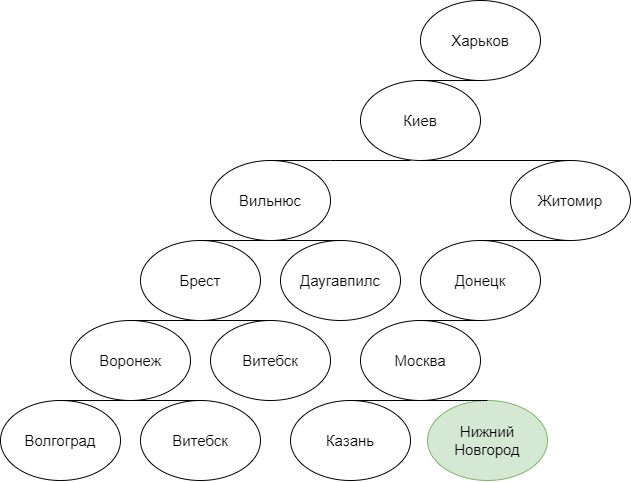 Харьков
Киев
Вильнюс
Житомир
Брест
Даугавпилс
Донецк
Воронеж
Витебск
Москва
Волгоград
Витебск
Казань
Нижний
Новгород